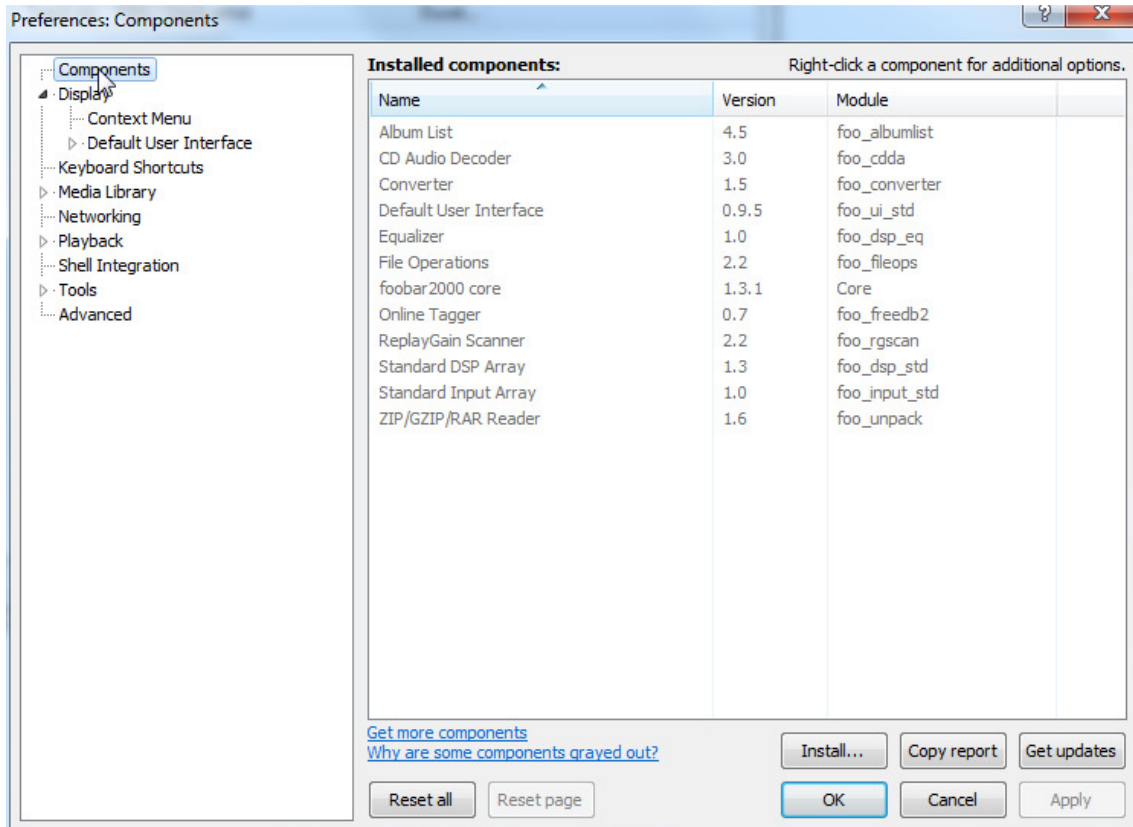 Preferences: Components
?
X
Components
Display
Context Menu
Default User Interface
Keyboard Shortcuts
Media Library
Networking
Playback
Shell Integration
Tools
Advanced
Installed components: Right-click a component for additional options.
Name Version Module
Album List 4.5 foo_albumlist
CD Audio Decoder 3.0 foo_cdda
Converter 1.5 foo_converter
Default User Interface 0.9.5 foo_ui_std
Equalizer 1.0 foo_dsp_eq
File Operations 2.2 foo_fileops
foobar2000 core 1.3.1 Core
Online Tagger 0.7 foo_freedb2
ReplayGain Scanner 2.2 foo_rgscan
Standard DSP Array 1.3 foo_dsp_std
Standard Input Array 1.0 foo_input_std
ZIP/GZIP/RAR Reader 1.6 foo_unpack
Get more components
Why are some components grayed out?
Install... Copy report Get updates
Reset all Reset page OK Cancel Apply